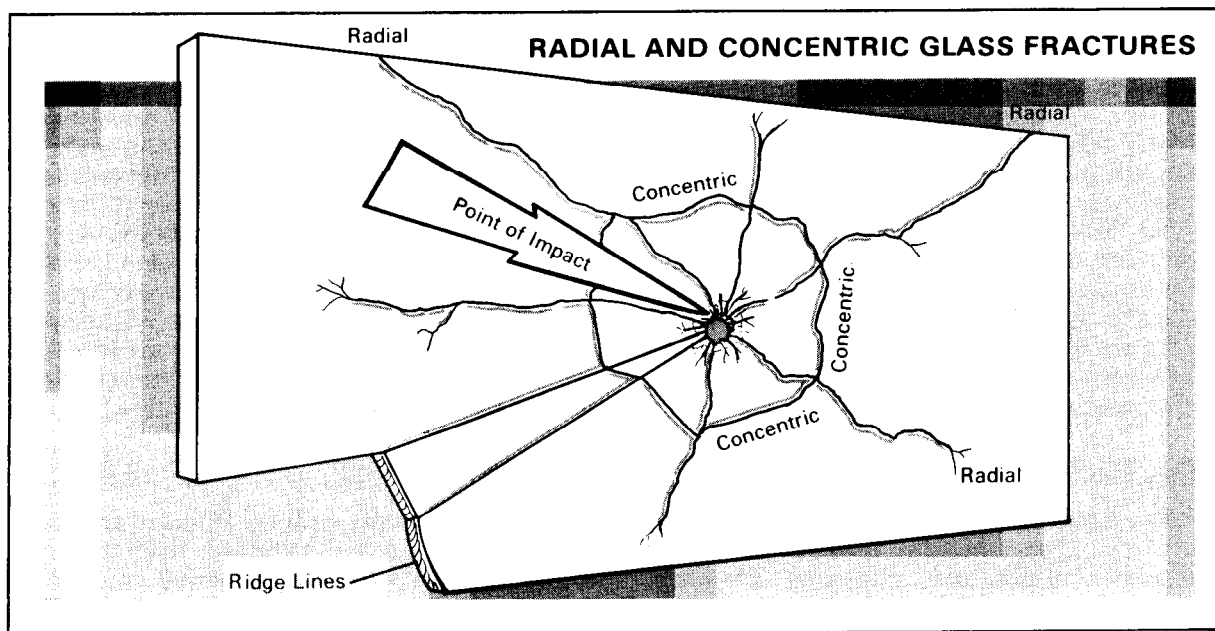 RADIAL AND CONCENTRIC GLASS FRACTURES
Radial
Radial
Concentric
Point of Impact
Concentric
Concentric
Radial
Ridge Lines